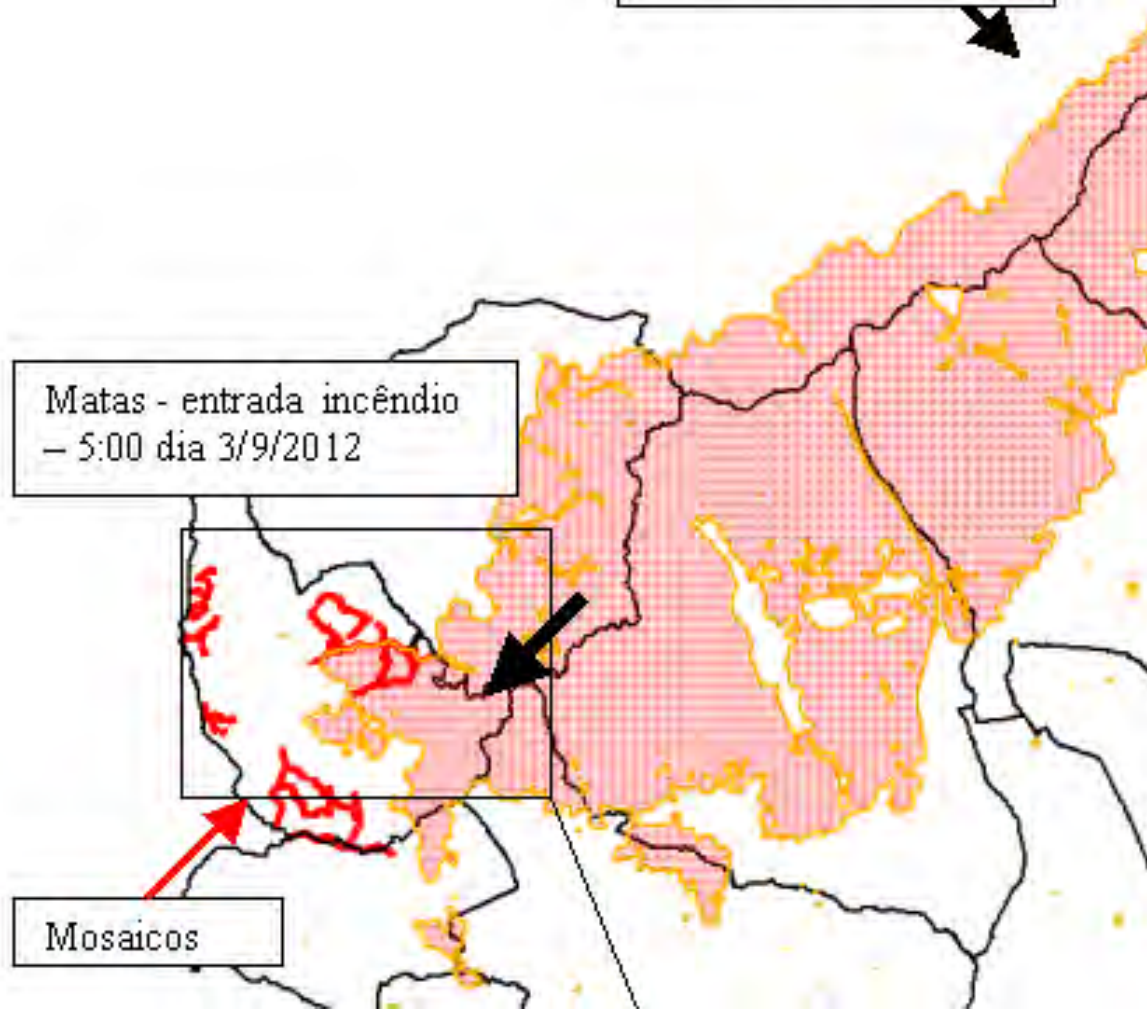 Matas - entrada incêndio
– 5:00 dia 3/9/2012
Mosaicos